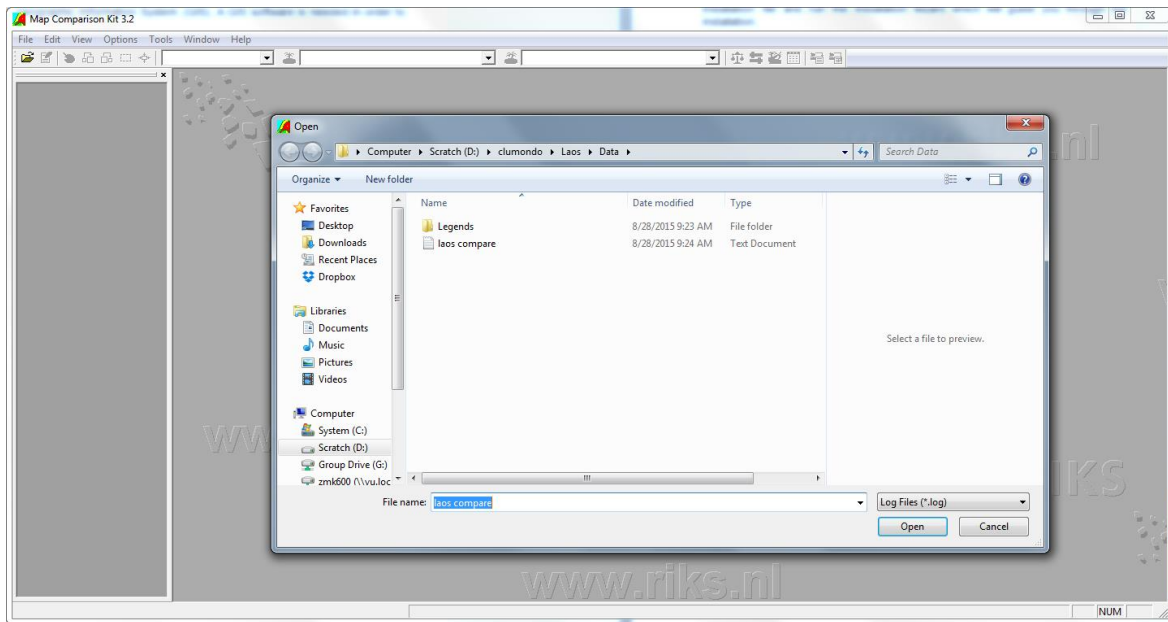 Map Comparison Kit 3.2
File Edit View Options Tools Window Help
Open
Computer Scratch (D:) clumondo Laos Data
Search Data
Organize New folder
Favorites
Desktop
Downloads
Recent Places
Dropbox
Libraries
Documents
Music
Pictures
Videos
Computer
System (C:)
Scratch (D:)
Group Drive (G:)
zmk600 (\\vu.loc
Name Date modified Type
Legends 8/28/2015 9:23 AM File folder
laos compare 8/28/2015 9:24 AM Text Document
Select a file to preview.
File name: laos compare
Log Files (*.log)
Open Cancel
www.riks.nl
RIKS
NUM